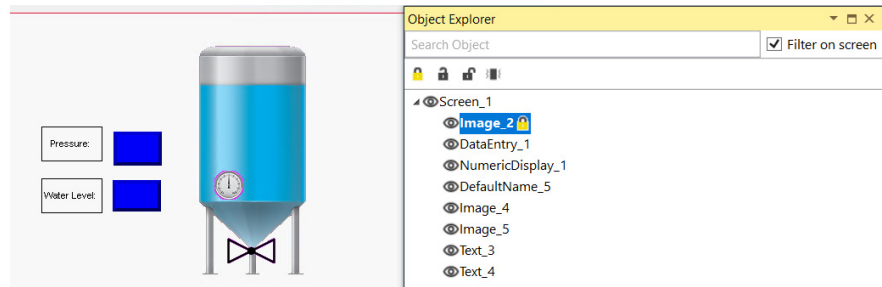 Object Explorer
Search Object
Filter on screen
Screen_1
Image_2
DataEntry_1
NumericDisplay_1
DefaultName_5
Image_4
Image_5
Text_3
Text_4
Pressure:
Water Level: